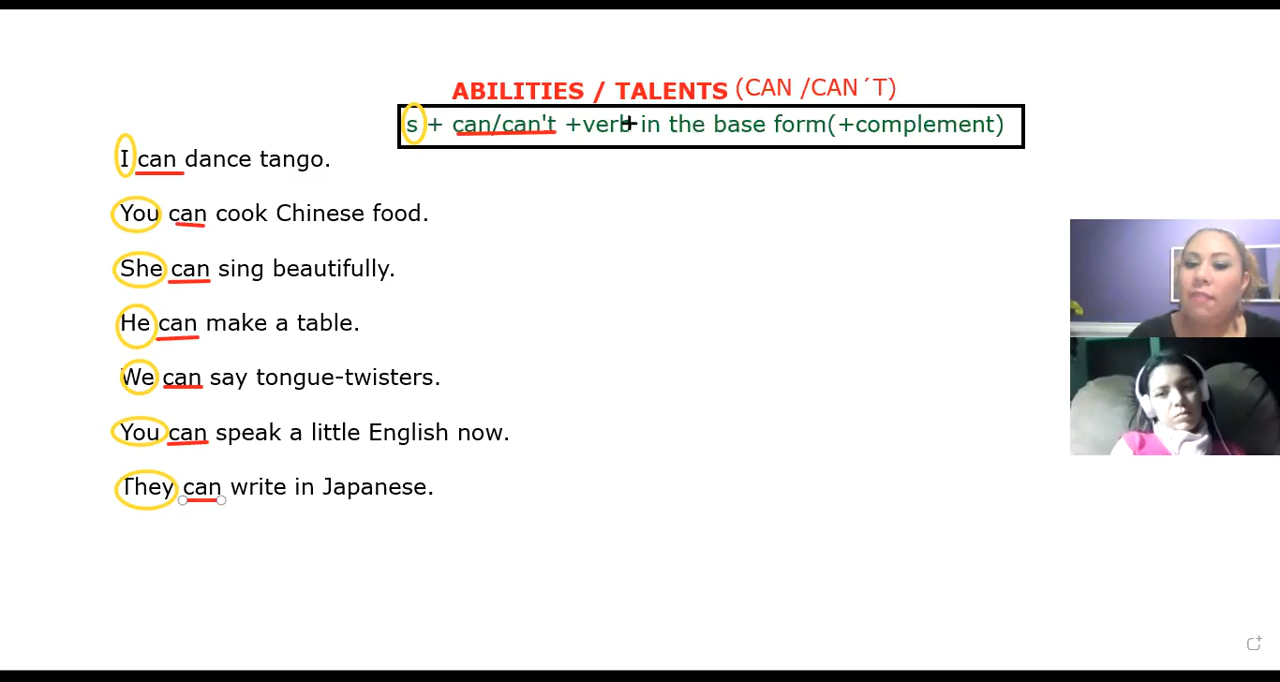 ABILITIES / TALENTS (CAN /CAN´T)
s + can/can't +verb in the base form(+complement)
I can dance tango.
You can cook Chinese food.
She can sing beautifully.
He can make a table.
We can say tongue-twisters.
You can speak a little English now.
They can write in Japanese.